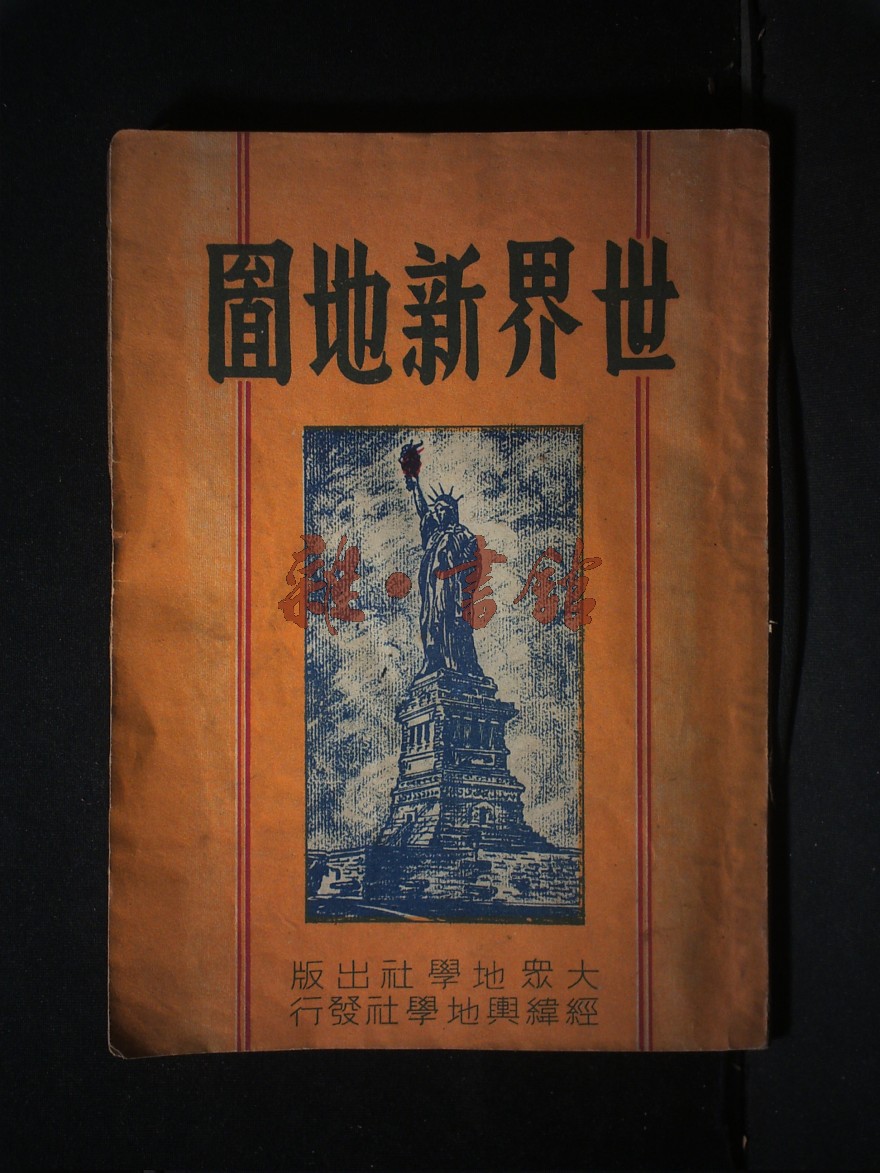 世界新地圖
雜·書館
大眾地學社出版
經緯輿地學社發行